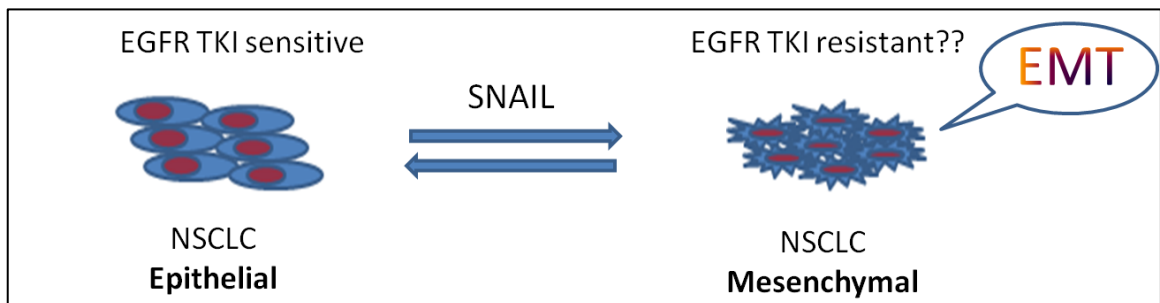 EGFR TKI sensitive
EGFR TKI resistant??
EMT
SNAIL
NSCLC
Epithelial
NSCLC
Mesenchymal